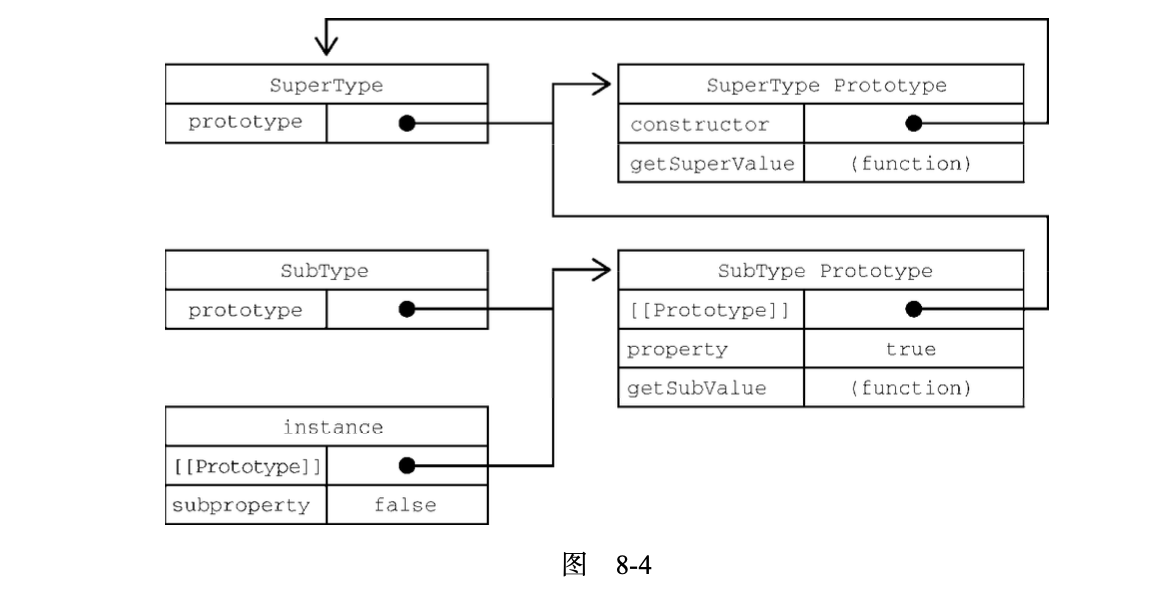 SuperType
prototype
SuperType Prototype
constructor
getSuperValue (function)
SubType
prototype
SubType Prototype
[[Prototype]]
property true
getSubValue (function)
instance
[[Prototype]]
subproperty false
图 8-4